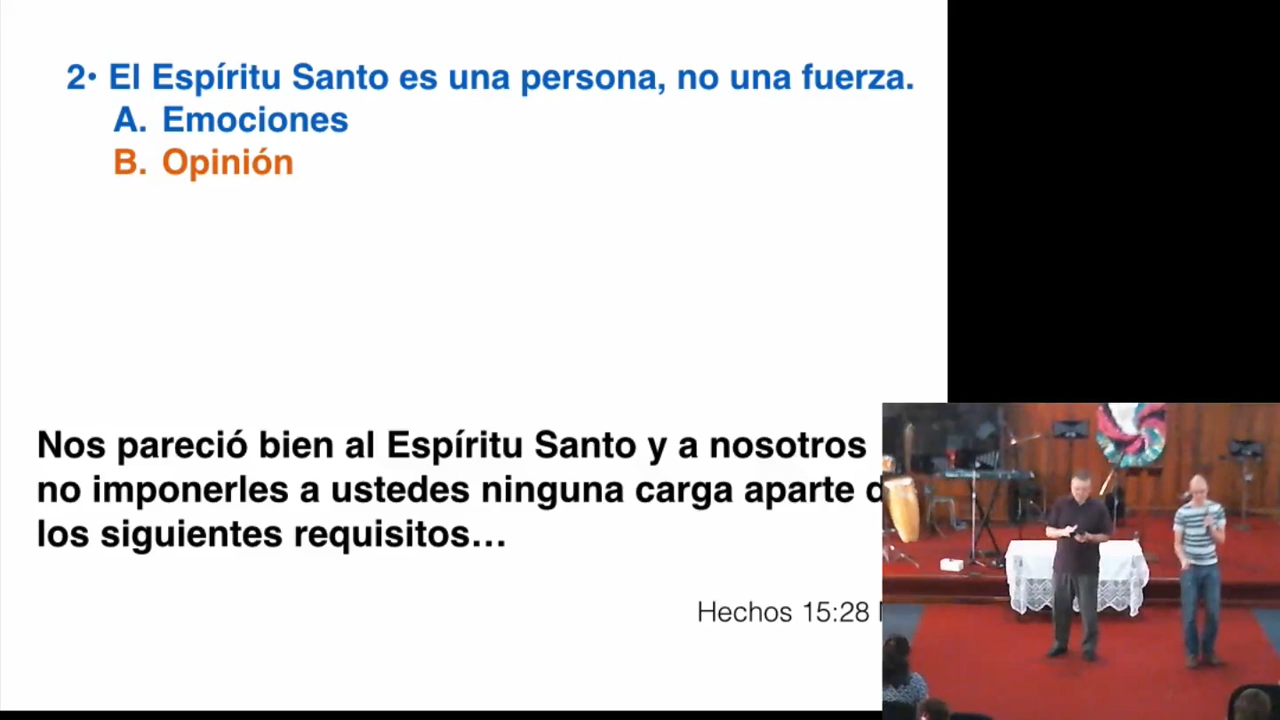 2• El Espíritu Santo es una persona, no una fuerza.
A. Emociones
B. Opinión
Nos pareció bien al Espíritu Santo y a nosotros
no imponerles a ustedes ninguna carga aparte
los siguientes requisitos…
Hechos 15:28